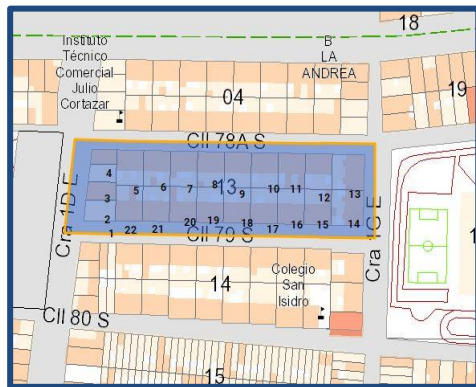 18
Instituto
Técnico
Comercial
Julio
Cortazar
B
LA
ANDREA
04
19
Cll 78A S
4
5
6
7
8
13
9
10
11
12
13
3
2
1
22
21
20
19
18
17
16
15
14
Cll 79 S
Cra 1D E
Cra 1C E
14
Colegio
San
Isidro
Cll 80 S
15
1